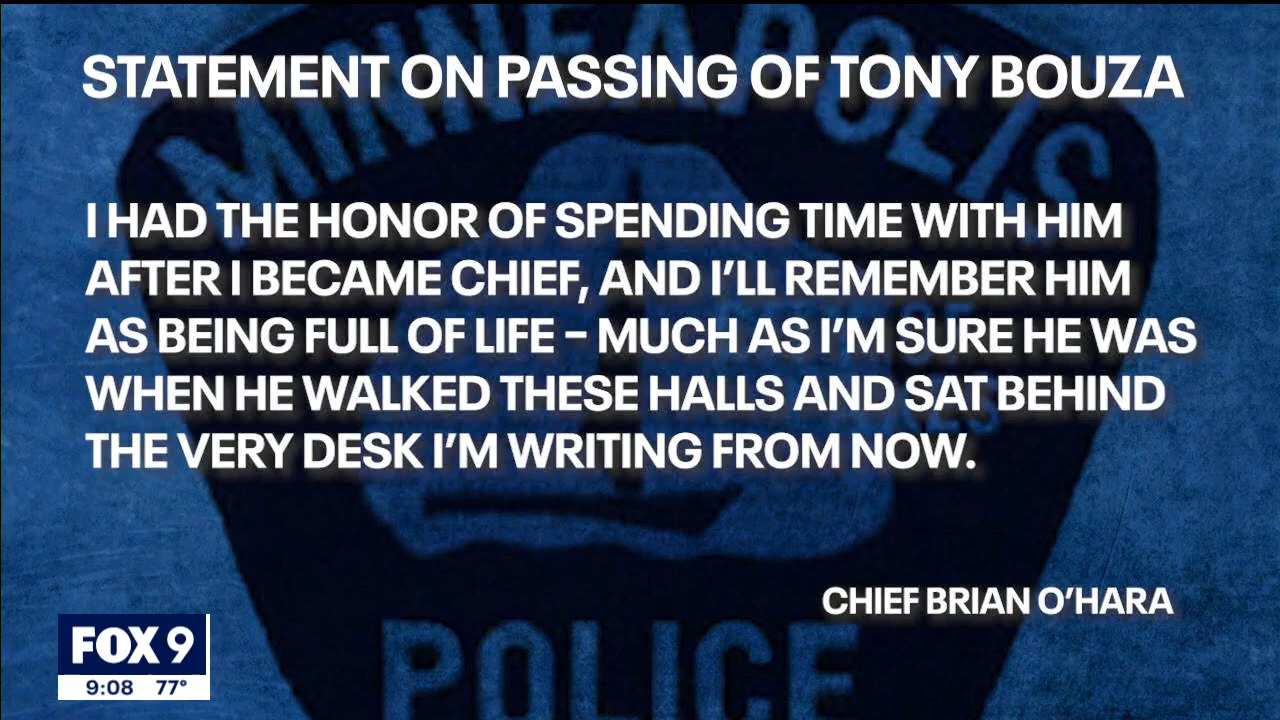 STATEMENT ON PASSING OF TONY BOUZA
I HAD THE HONOR OF SPENDING TIME WITH HIM
AFTER I BECAME CHIEF, AND I'LL REMEMBER HIM
AS BEING FULL OF LIFE – MUCH AS I'M SURE HE WAS
WHEN HE WALKED THESE HALLS AND SAT BEHIND
THE VERY DESK I'M WRITING FROM NOW.
CHIEF BRIAN O'HARA
MINNEAPOLIS
POLICE
FOX 9
9:08 77°